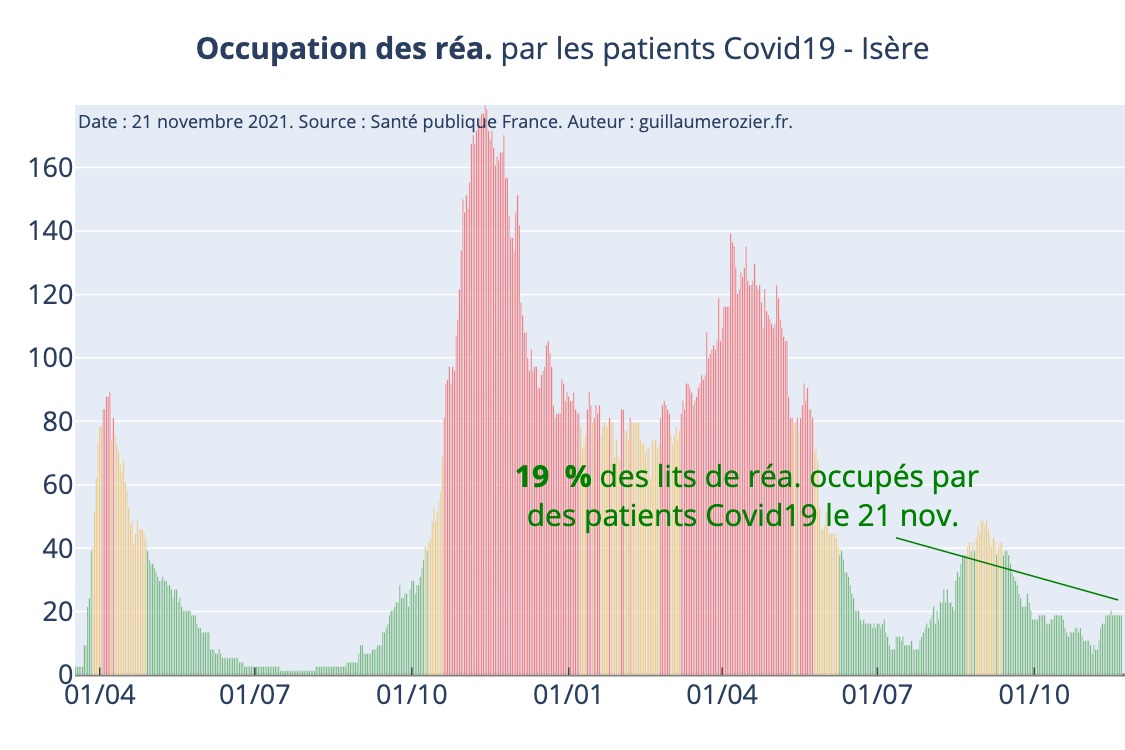 Occupation des réa. par les patients Covid19 - Isère
Date : 21 novembre 2021. Source : Santé publique France. Auteur : guillaumerozier.fr.
160
140
120
100
80
60
40
20
0
19 % des lits de réa. occupés par
des patients Covid19 le 21 nov.
01/04 01/07 01/10 01/01 01/04 01/07 01/10